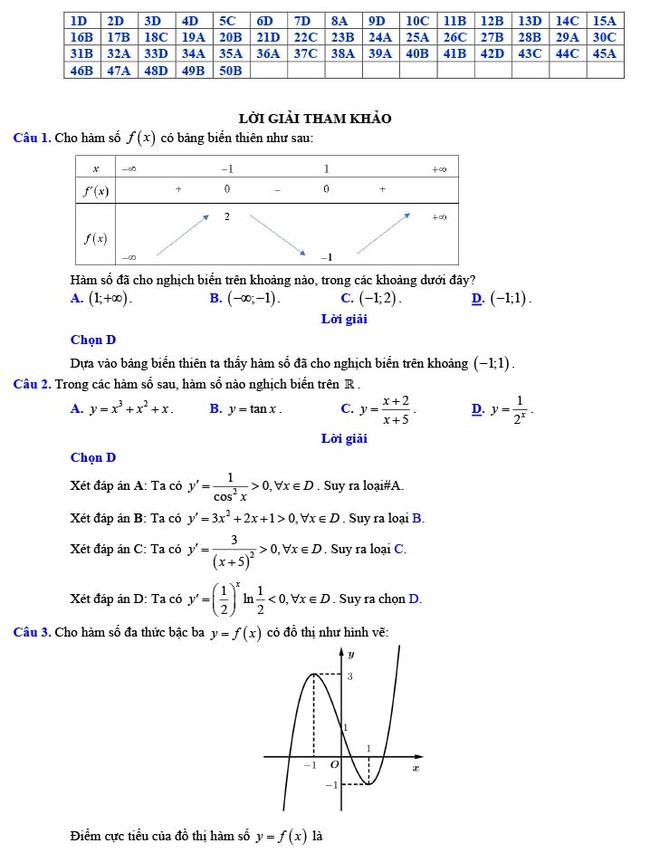 1D 2D 3D 4D 5C 6D 7D 8A 9D 10C 11B 12B 13D 14C 15A
16B 17B 18C 19A 20B 21D 22C 23B 24A 25A 26C 27B 28B 29A 30C
31B 32A 33D 34A 35A 36A 37C 38A 39A 40B 41B 42D 43C 44C 45A
46B 47A 48D 49B 50B
LỜI GIẢI THAM KHẢO
Câu 1. Cho hàm số f(x) có bảng biến thiên như sau:
x −∞ −1 1 +∞
f'(x) + 0 − 0 +
2 +∞
f(x)
−∞ −1
Hàm số đã cho nghịch biến trên khoảng nào, trong các khoảng dưới đây?
A. (1;+∞). B. (−∞;−1). C. (−1;2). D. (−1;1).
Lời giải
Chọn D
Dựa vào bảng biến thiên ta thấy hàm số đã cho nghịch biến trên khoảng (−1;1).
Câu 2. Trong các hàm số sau, hàm số nào nghịch biến trên ℝ.
A. y = x³ + x² + x. B. y = tan x. C. y = (x+2)/(x+5). D. y = 1/2ˣ.
Lời giải
Chọn D
Xét đáp án A: Ta có y' = 1/cos² x > 0, ∀x ∈ D. Suy ra loại#A.
Xét đáp án B: Ta có y' = 3x² + 2x + 1 > 0, ∀x ∈ D. Suy ra loại B.
Xét đáp án C: Ta có y' = 3/(x+5)² > 0, ∀x ∈ D. Suy ra loại C.
Xét đáp án D: Ta có y' = (1/2)ˣ ln 1/2 < 0, ∀x ∈ D. Suy ra chọn D.
Câu 3. Cho hàm số đa thức bậc ba y = f(x) có đồ thị như hình vẽ:
y
3
1
1
−1 O x
−1
Điểm cực tiểu của đồ thị hàm số y = f(x) là